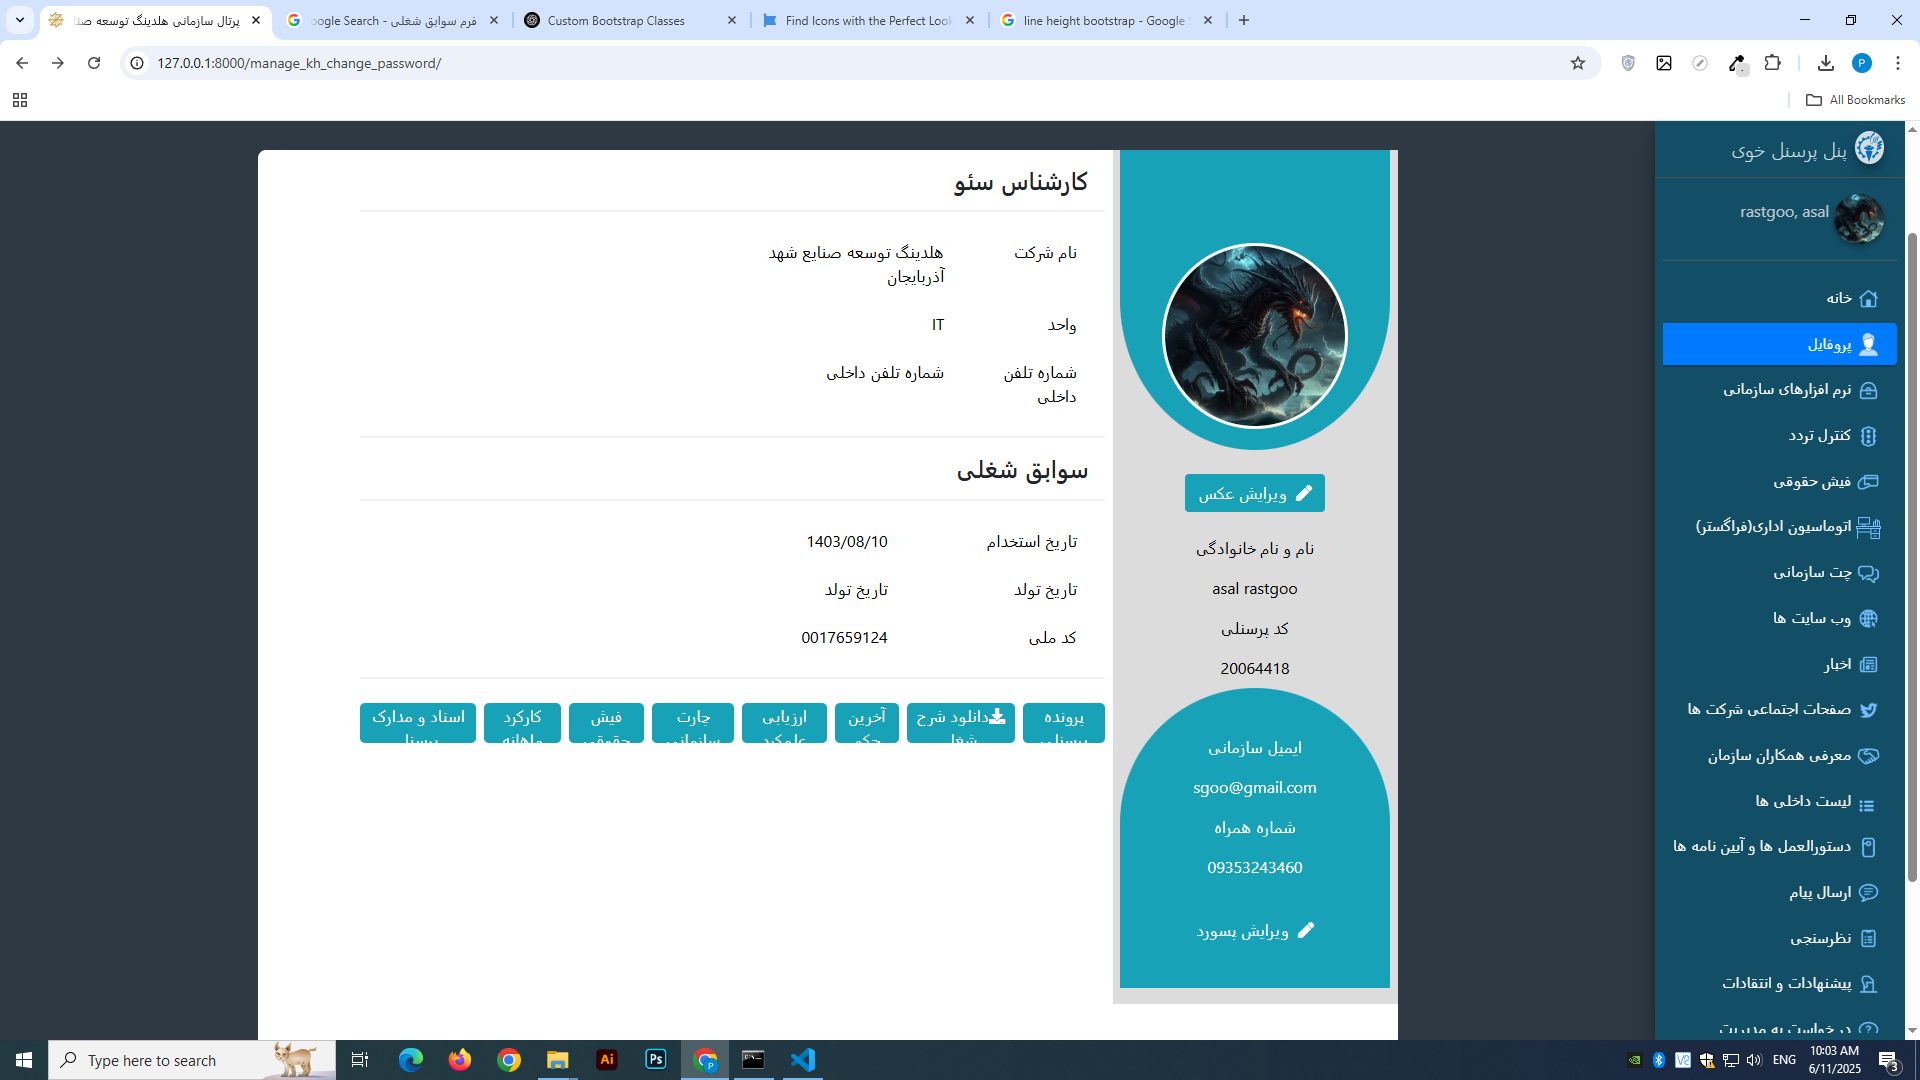 پرتال سازمانی هلدینگ توسعه صنا
فرم سوابق شغلی - oogle Search
Custom Bootstrap Classes
Find Icons with the Perfect Look
line height bootstrap - Google S
127.0.0.1:8000/manage_kh_change_password/
P
All Bookmarks
پنل پرسنل خوی
rastgoo, asal
خانه
پروفایل
نرم افزارهای سازمانی
کنترل تردد
فیش حقوقی
اتوماسیون اداری(فراگستر)
چت سازمانی
وب سایت ها
اخبار
صفحات اجتماعی شرکت ها
معرفی همکاران سازمان
لیست داخلی ها
دستورالعمل ها و آیین نامه ها
ارسال پیام
نظرسنجی
پیشنهادات و انتقادات
درخواست به مدیریت
ویرایش عکس
نام و نام خانوادگی
asal rastgoo
کد پرسنلی
20064418
ایمیل سازمانی
sgoo@gmail.com
شماره همراه
09353243460
ویرایش پسورد
کارشناس سئو
نام شرکت
هلدینگ توسعه صنایع شهد
آذربایجان
واحد
IT
شماره تلفن
داخلی
شماره تلفن داخلی
سوابق شغلی
تاریخ استخدام
1403/08/10
تاریخ تولد
تاریخ تولد
کد ملی
0017659124
پرونده
پرسنلی
دانلود شرح
شغل
آخرین
حکم
ارزیابی
عملکرد
چارت
سازمانی
فیش
حقوقی
کارکرد
ماهانه
اسناد و مدارک
Type here to search
Ai
Ps
P
ENG
10:03 AM
6/11/2025
3